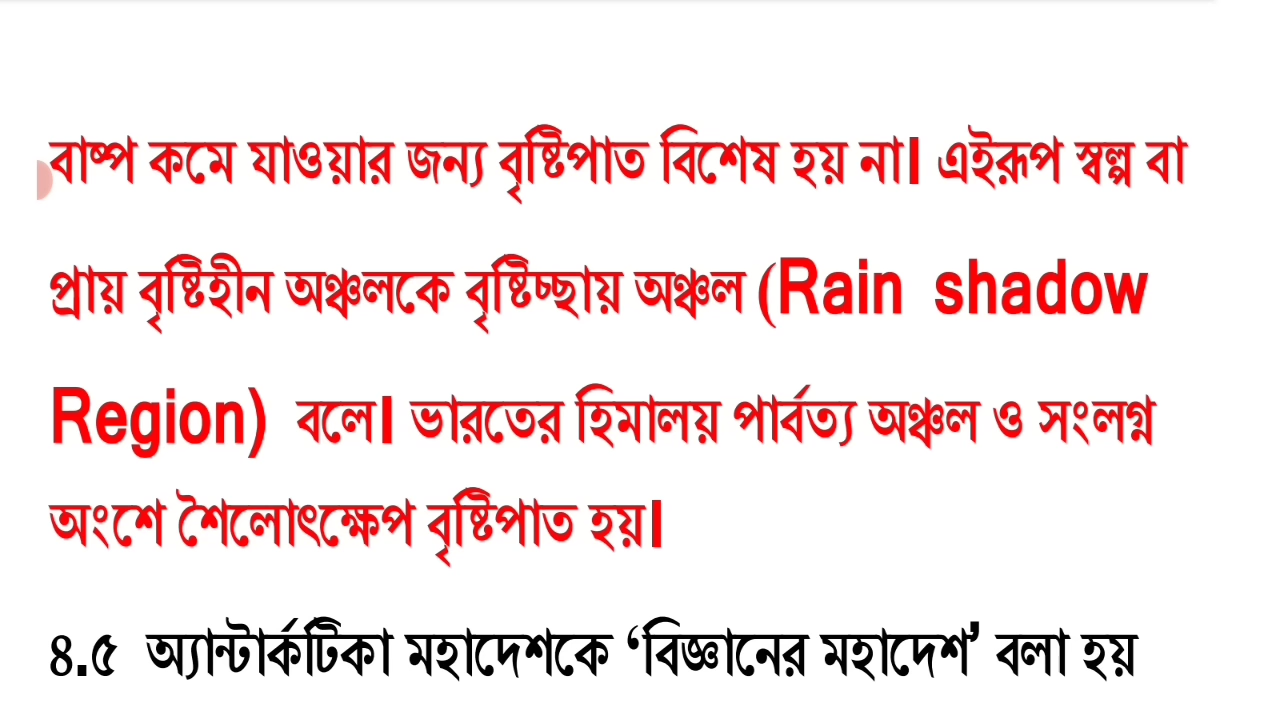 বাষ্প কমে যাওয়ার জন্য বৃষ্টিপাত বিশেষ হয় না। এইরূপ স্বল্প বা
প্রায় বৃষ্টিহীন অঞ্চলকে বৃষ্টিচ্ছায় অঞ্চল (Rain shadow
Region) বলে। ভারতের হিমালয় পার্বত্য অঞ্চল ও সংলগ্ন
অংশে শৈলোৎক্ষেপ বৃষ্টিপাত হয়।
৪.৫ অ্যান্টার্কটিকা মহাদেশকে ‘বিজ্ঞানের মহাদেশ’ বলা হয়